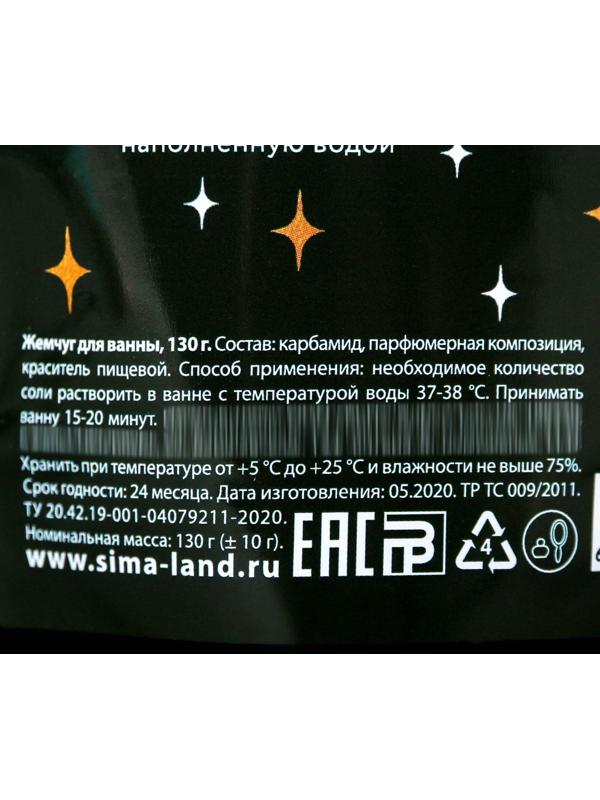 наполненную водой
Жемчуг для ванны, 130 г. Состав: карбамид, парфюмерная композиция,
краситель пищевой. Способ применения: необходимое количество
соли растворить в ванне с температурой воды 37-38 °С. Принимать
ванну 15-20 минут.
Хранить при температуре от +5 °С до +25 °С и влажности не выше 75%.
Срок годности: 24 месяца. Дата изготовления: 05.2020. ТР ТС 009/2011.
ТУ 20.42.19-001-04079211-2020.
Номинальная масса: 130 г (± 10 г).
www.sima-land.ru
EAC
4